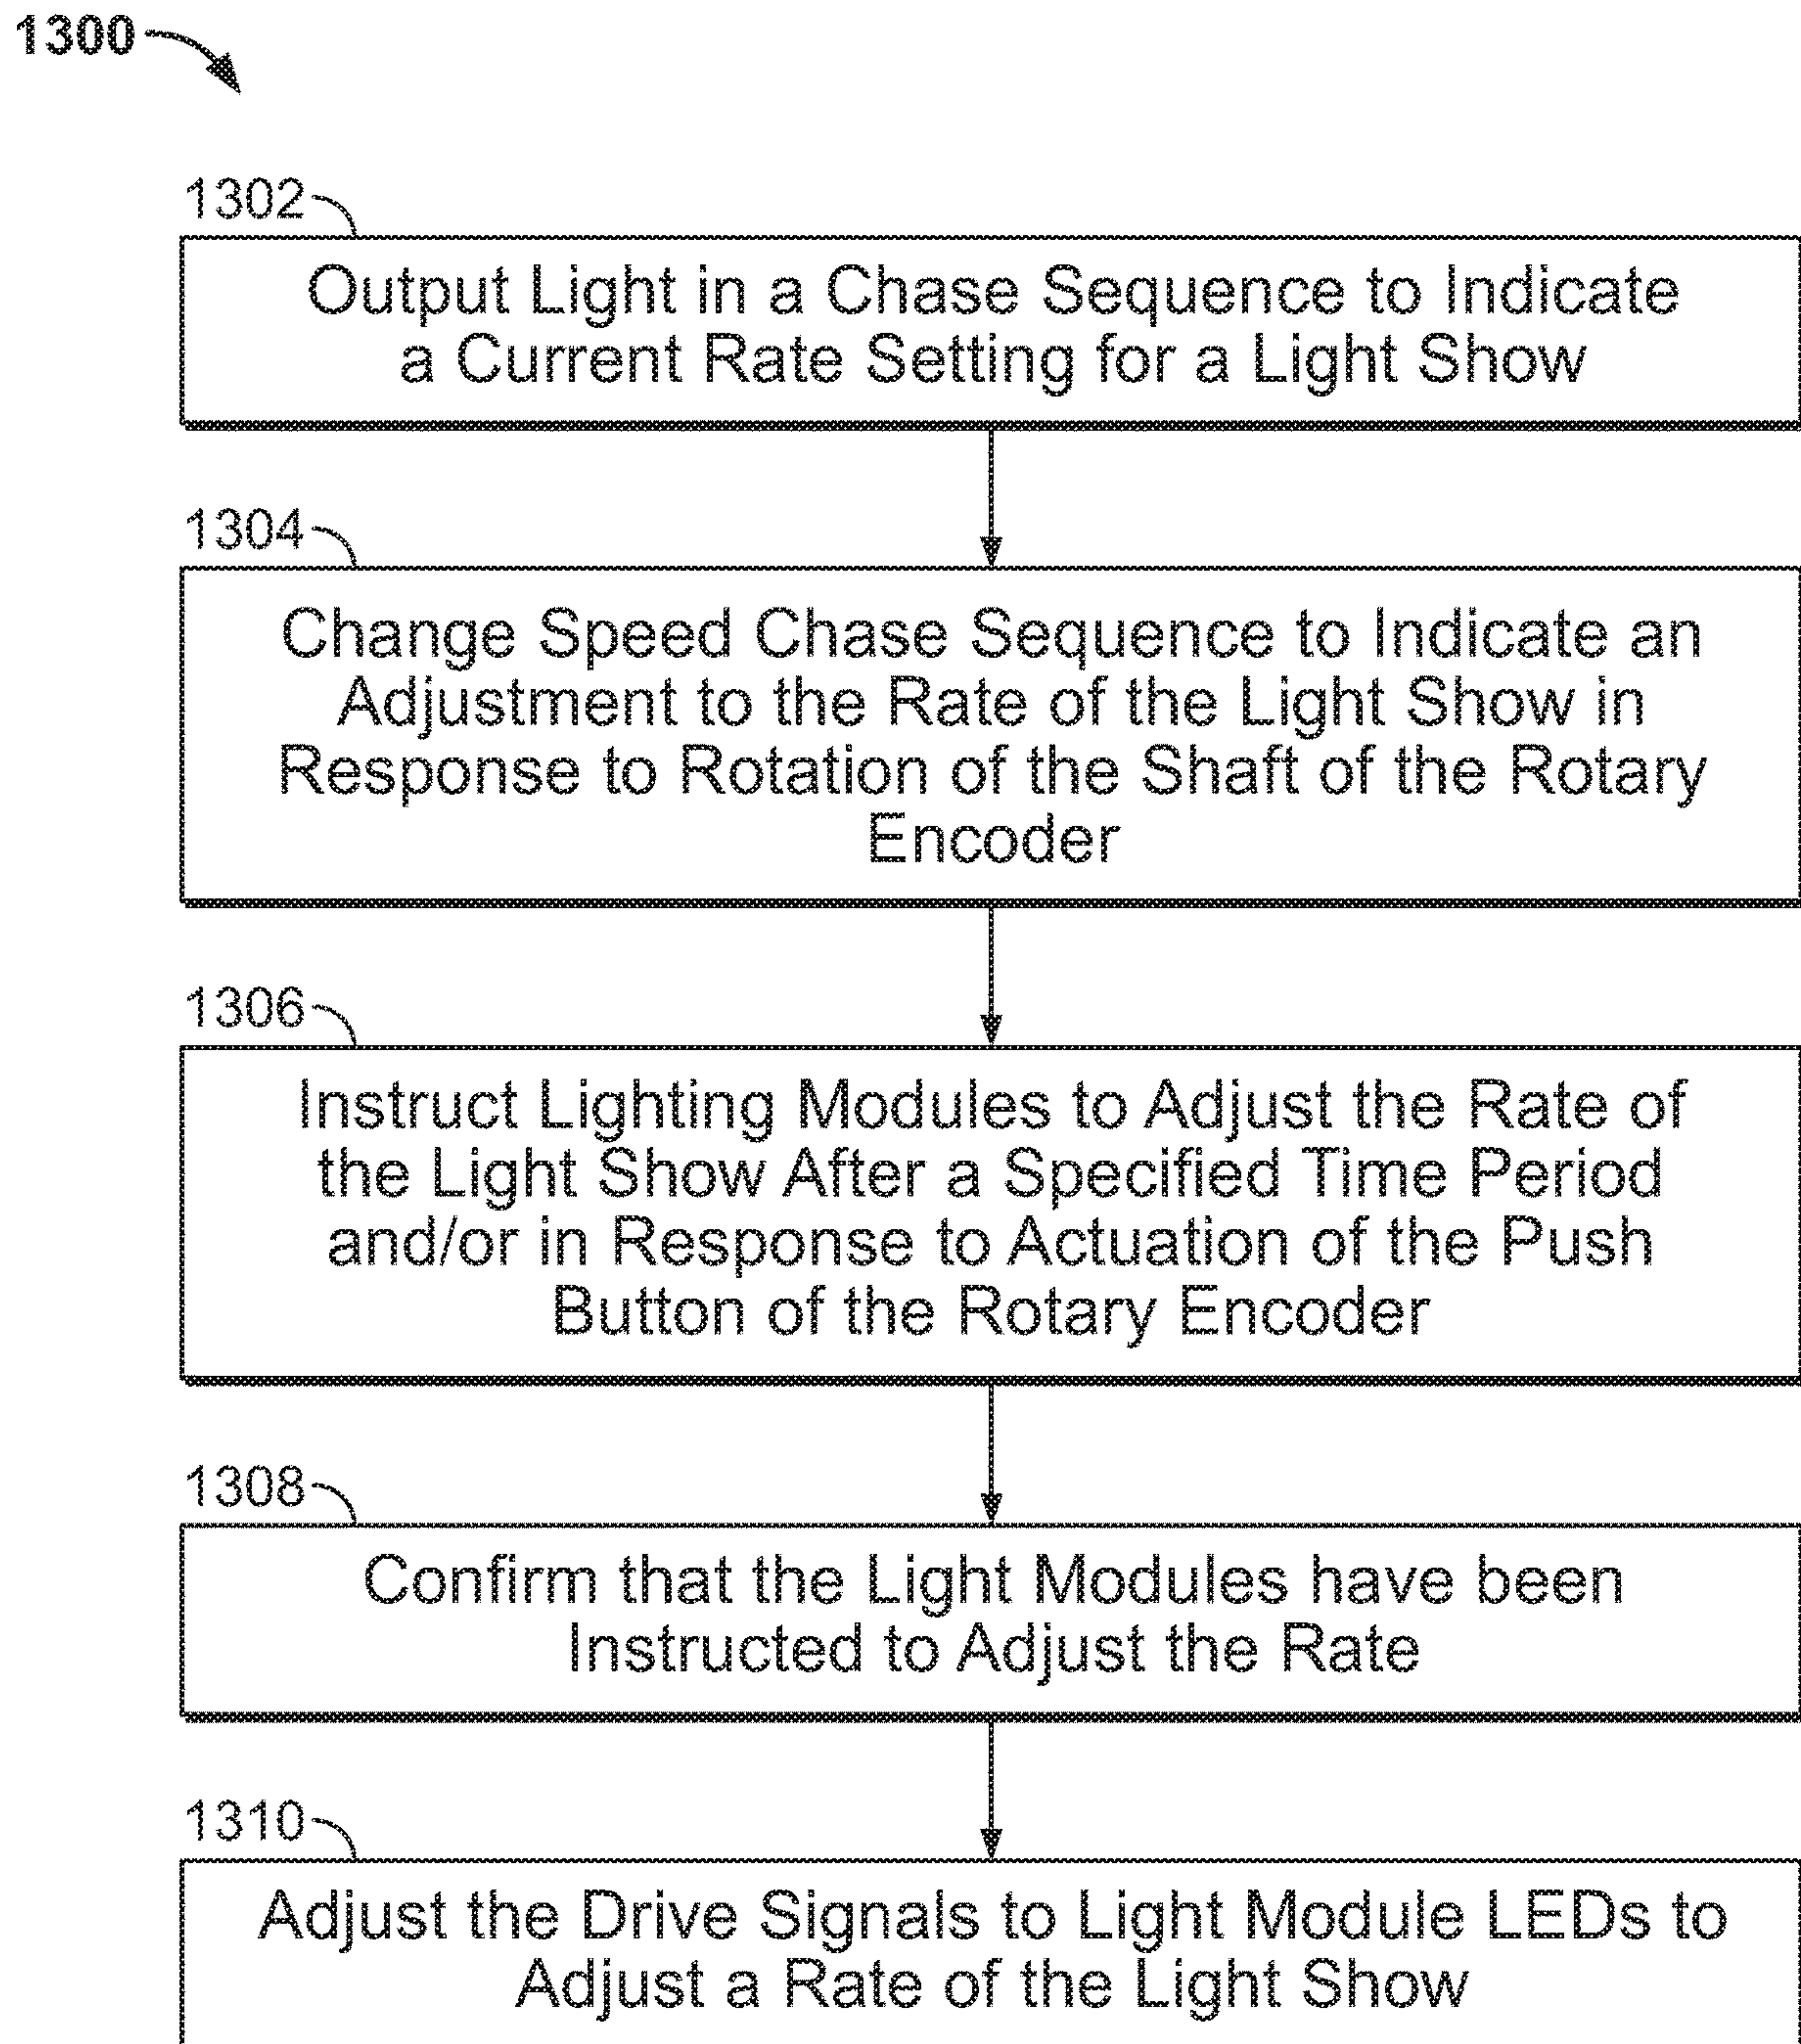 1300
1302
Output Light in a Chase Sequence to Indicate
a Current Rate Setting for a Light Show
1304
Change Speed Chase Sequence to Indicate an
Adjustment to the Rate of the Light Show in
Response to Rotation of the Shaft of the Rotary
Encoder
1306
Instruct Lighting Modules to Adjust the Rate of
the Light Show After a Specified Time Period
and/or in Response to Actuation of the Push
Button of the Rotary Encoder
1308
Confirm that the Light Modules have been
Instructed to Adjust the Rate
1310
Adjust the Drive Signals to Light Module LEDs to
Adjust a Rate of the Light Show